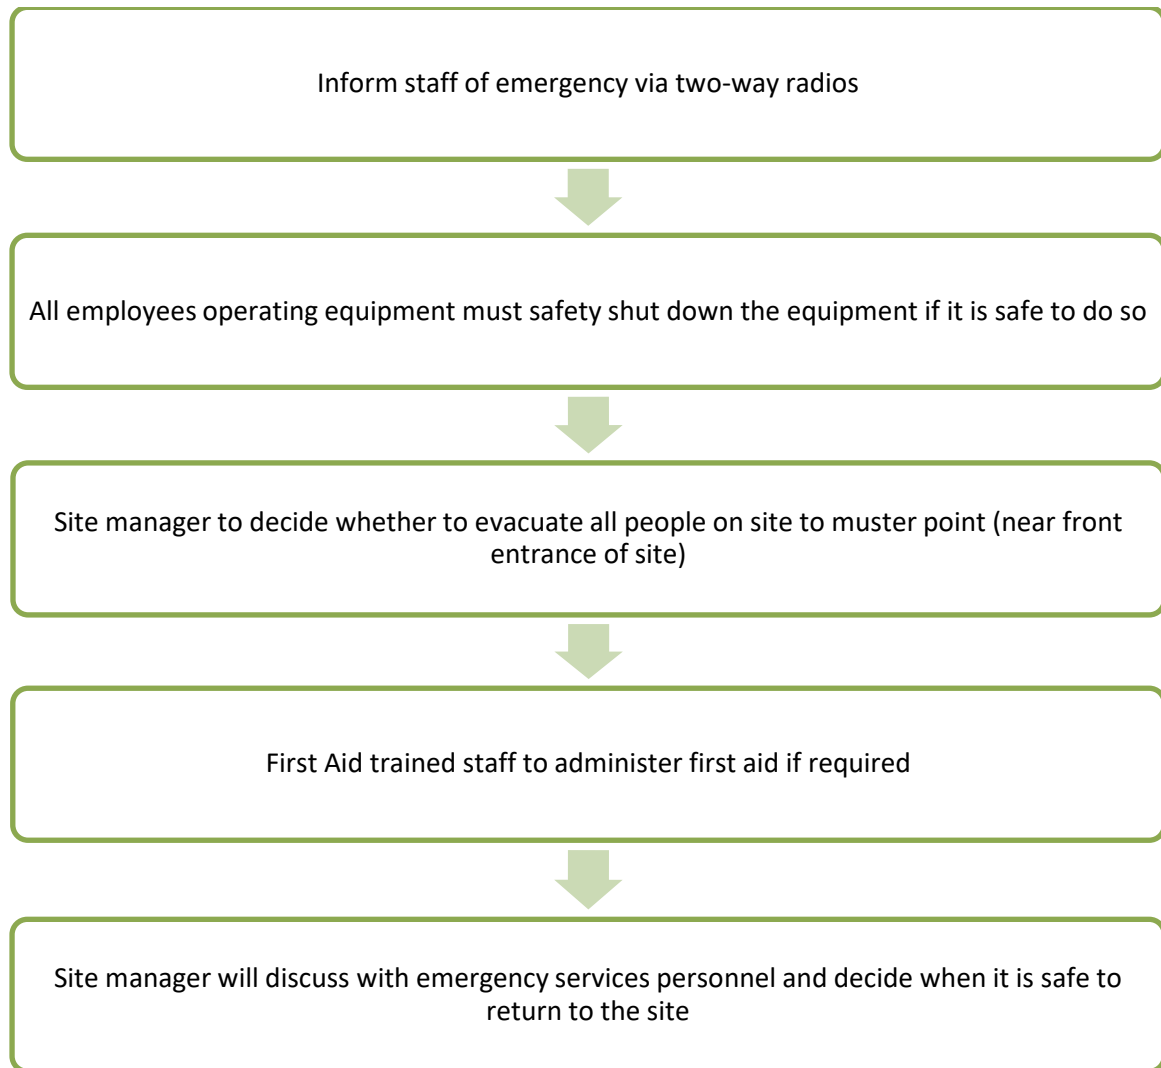 Inform staff of emergency via two-way radios
All employees operating equipment must safety shut down the equipment if it is safe to do so
Site manager to decide whether to evacuate all people on site to muster point (near front
entrance of site)
First Aid trained staff to administer first aid if required
Site manager will discuss with emergency services personnel and decide when it is safe to
return to the site